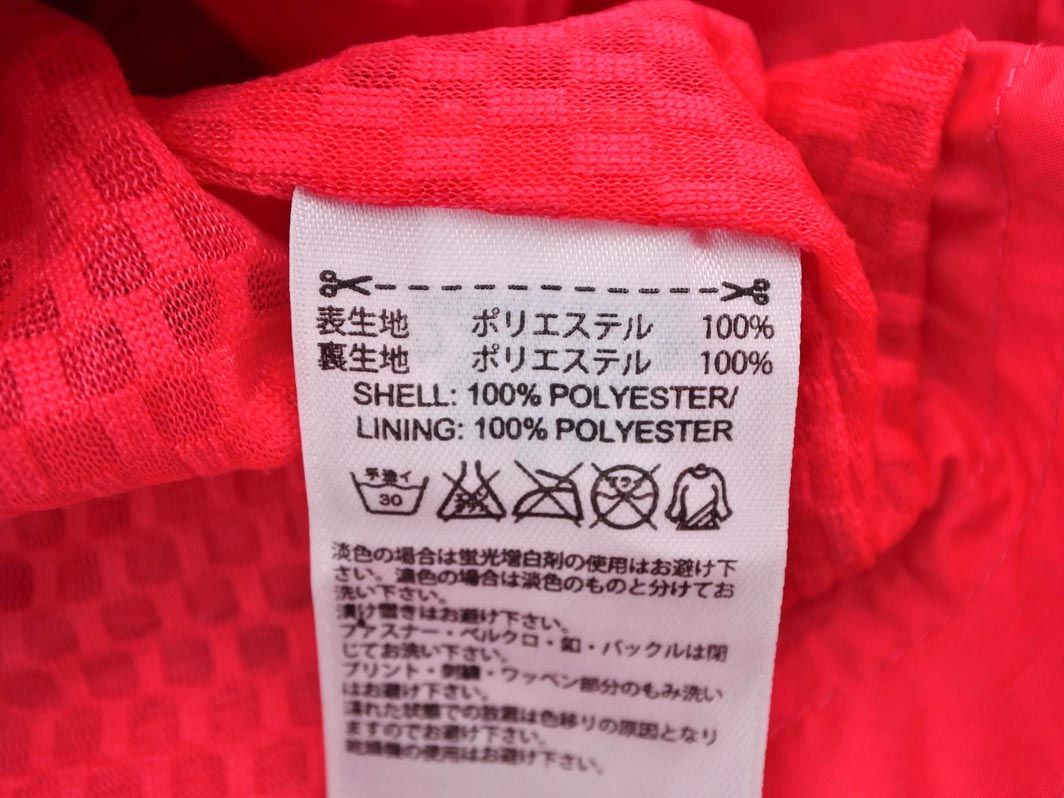 表生地 ポリエステル 100%
裏生地 ポリエステル 100%
SHELL: 100% POLYESTER/
LINING: 100% POLYESTER
手洗イ
30
エンソサラシ
ドライ
淡色の場合は蛍光増白剤の使用はお避け下
さい。濃色の場合は淡色のものと分けてお
洗い下さい。
漬け置きはお避け下さい。
ファスナー・ベルクロ・釦・バックルは閉
じてお洗い下さい。
プリント・刺繍・ワッペン部分のもみ洗い
はお避け下さい。
濡れた状態での放置は色移りの原因となり
ますのでお避け下さい。
乾燥機の使用はお避け下さい。